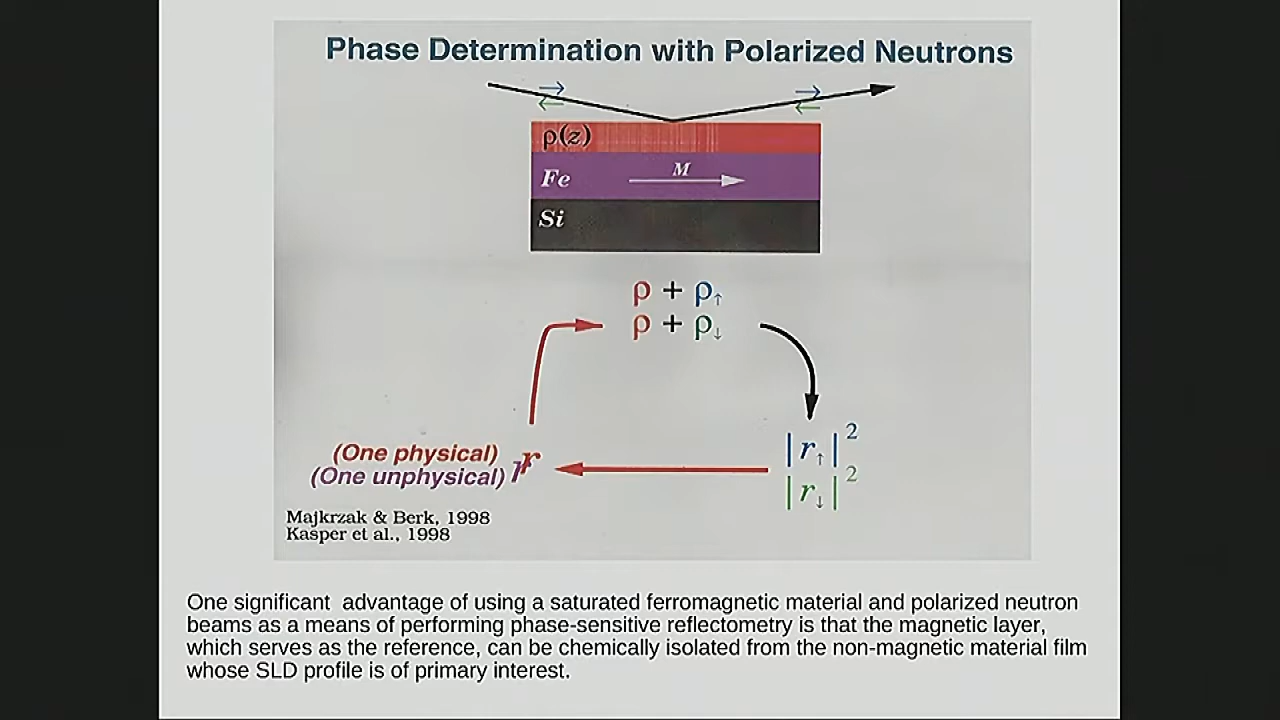 Phase Determination with Polarized Neutrons
ρ(z)
Fe
M
Si
ρ + ρ↑
ρ + ρ↓
|r↑|²
|r↓|²
(One physical) r
(One unphysical) r
Majkrzak & Berk, 1998
Kasper et al., 1998
One significant advantage of using a saturated ferromagnetic material and polarized neutron
beams as a means of performing phase-sensitive reflectometry is that the magnetic layer,
which serves as the reference, can be chemically isolated from the non-magnetic material film
whose SLD profile is of primary interest.